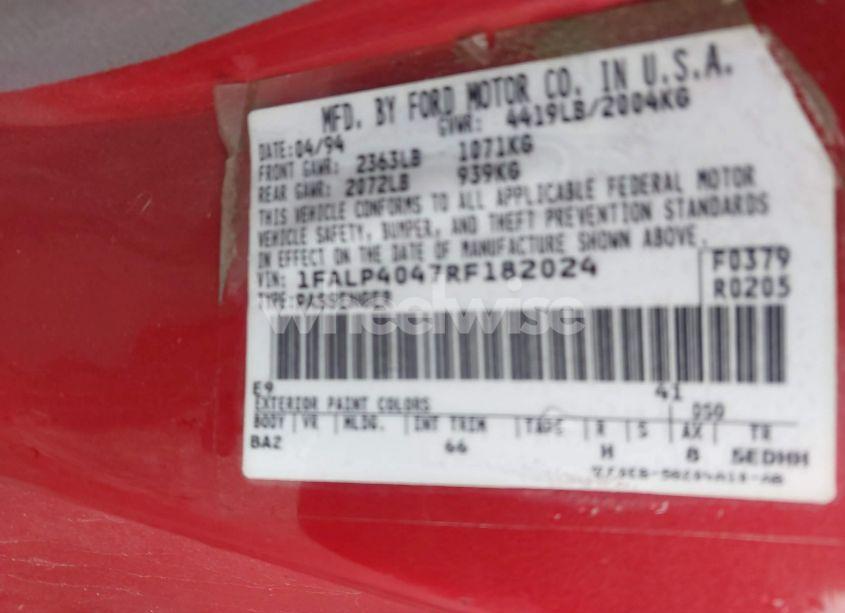 MFD. BY FORD MOTOR CO. IN U.S.A.
DATE: 04/94 GVWR: 4419LB/2004KG
FRONT GAWR: 2363LB 1071KG
REAR GAWR: 2072LB 939KG
THIS VEHICLE CONFORMS TO ALL APPLICABLE FEDERAL MOTOR
VEHICLE SAFETY, BUMPER, AND THEFT PREVENTION STANDARDS
IN EFFECT ON THE DATE OF MANUFACTURE SHOWN ABOVE.
VIN: 1FALP4047RF182024 F0379
TYPE: PASSENGER R0205
wheelwise
E9 41
EXTERIOR PAINT COLORS DSO
BODY VR MLDG. INT TRIM TAPE R S AX TR
BA2 66 H 8 5EDHH